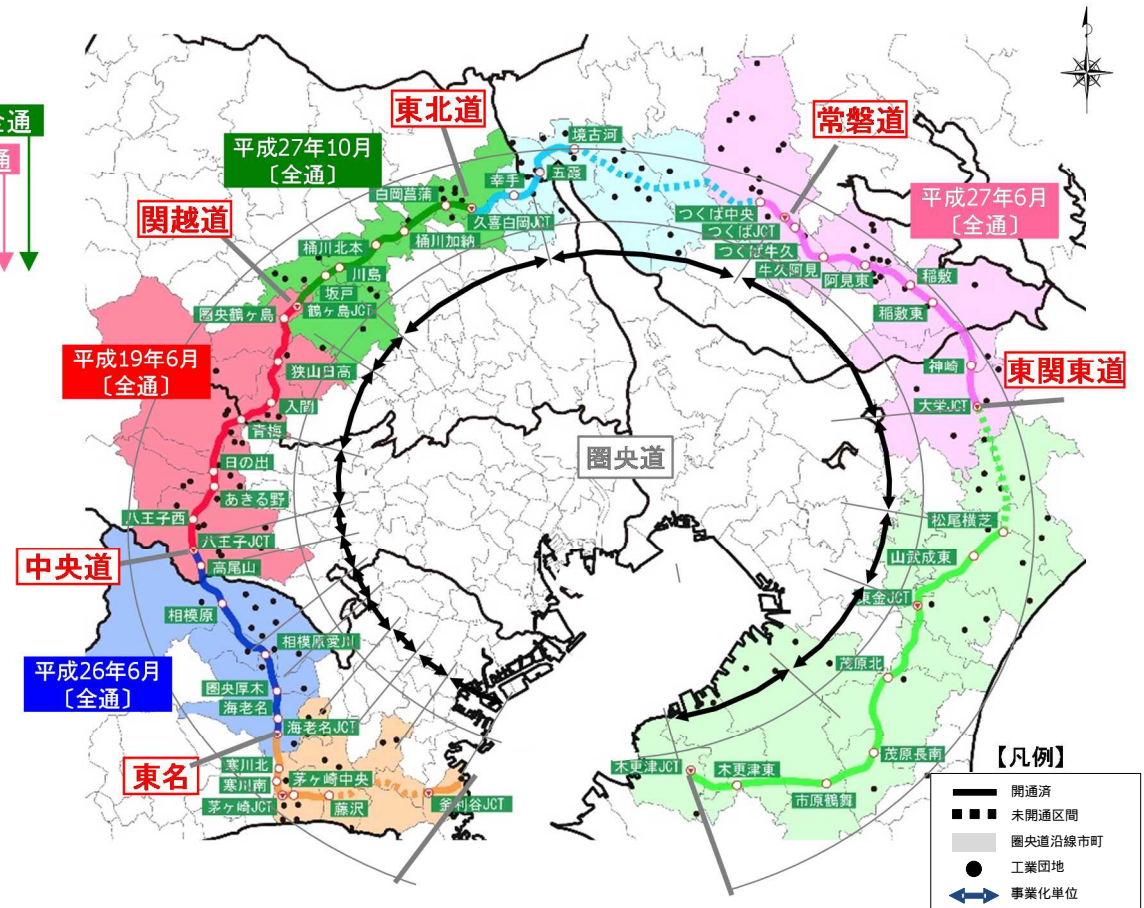 全通
通
東北道
平成27年10月
〔全通〕
関越道
常磐道
平成27年6月
〔全通〕
境古河
五霞
幸手
白岡菖蒲
久喜白岡JCT
桶川加納
桶川北本
川島
坂戸
鶴ヶ島JCT
圏央鶴ヶ島
つくば中央
つくばJCT
つくば牛久
牛久阿見
阿見東
稲敷
稲敷東
神崎
東関東道
大栄JCT
平成19年6月
〔全通〕
狭山日高
入間
青梅
日の出
あきる野
八王子西
八王子JCT
高尾山
中央道
圏央道
松尾横芝
山武成東
東金JCT
茂原北
茂原長南
市原鶴舞
木更津東
木更津JCT
相模原
相模原愛川
平成26年6月
〔全通〕
圏央厚木
海老名
海老名JCT
東名
寒川北
寒川南
茅ヶ崎JCT
茅ヶ崎中央
藤沢
釜利谷JCT
【凡例】
開通済
未開通区間
圏央道沿線市町
工業団地
事業化単位